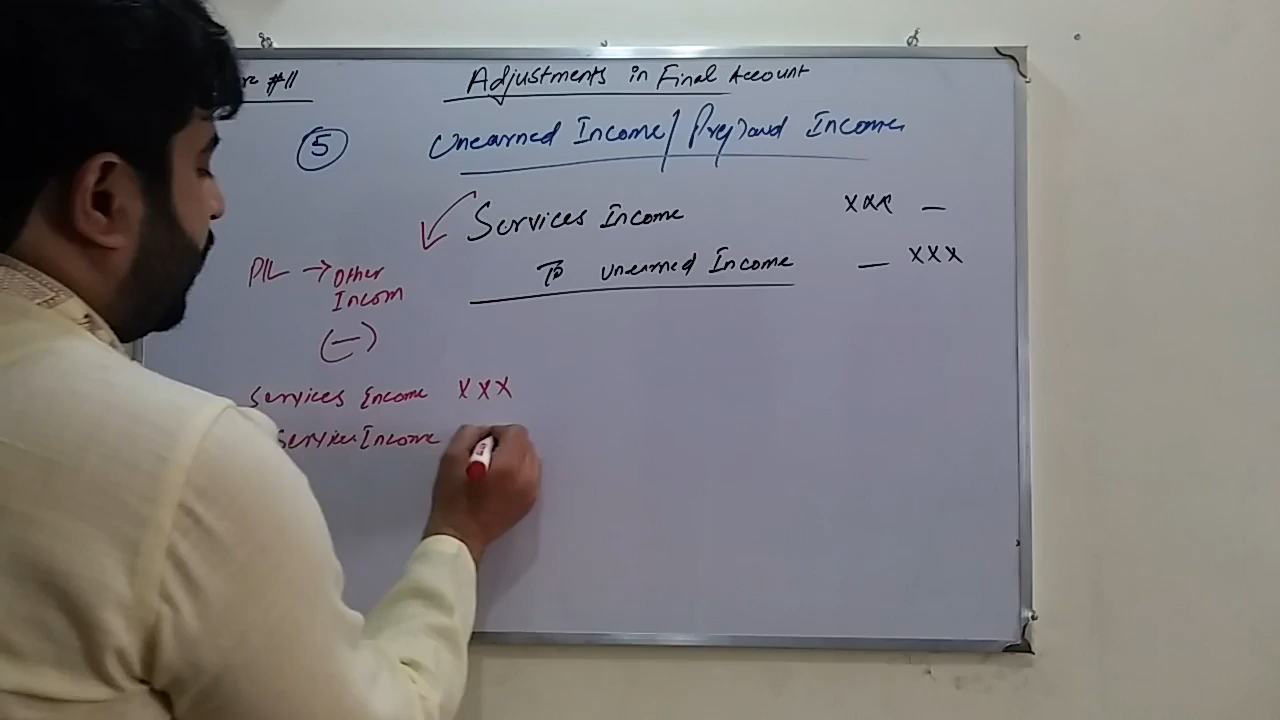 #11
Adjustments in Final Account
5
Unearned Income/Prepaid Income
Services Income xxx —
To unearned Income — xxx
P/L → Other
Incom
(—)
Services Income XXX
Services Income